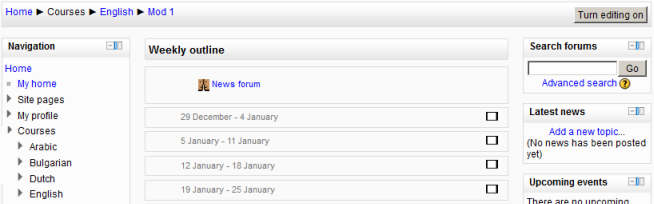 Home ► Courses ► English ► Mod 1
Turn editing on
Navigation
Home
My home
Site pages
My profile
Courses
Arabic
Bulgarian
Dutch
English
Weekly outline
News forum
29 December - 4 January
5 January - 11 January
12 January - 18 January
19 January - 25 January
Search forums
Go
Advanced search ?
Latest news
Add a new topic...
(No news has been posted
yet)
Upcoming events
There are no upcoming